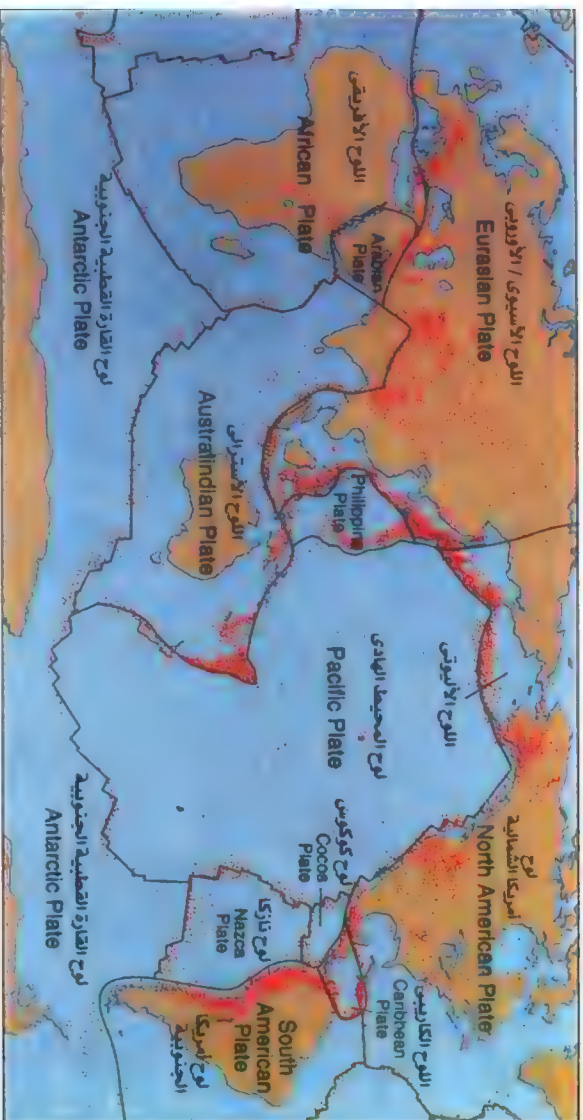 اللوح الأسيوى / الأوروبى
Eurasian Plate
اللوح الأفريقى
African Plate
Arabian
Plate
لوح القارة القطبية الجنوبية
Antarctic Plate
اللوح الاسترالى
Austratindian Plate
Philippine
Plate
اللوح الأليوتى
لوح المحيط الهادى
Pacific Plate
لوح
أمريكا الشمالية
North American Plate
لوح كوكوس
Cocos
Plate
اللوح الكاريبى
Caribbean
Plate
لوح نازكا
Nazca
Plate
South
American
Plate
لوح أمريكا
الجنوبية
لوح القارة القطبية الجنوبية
Antarctic Plate